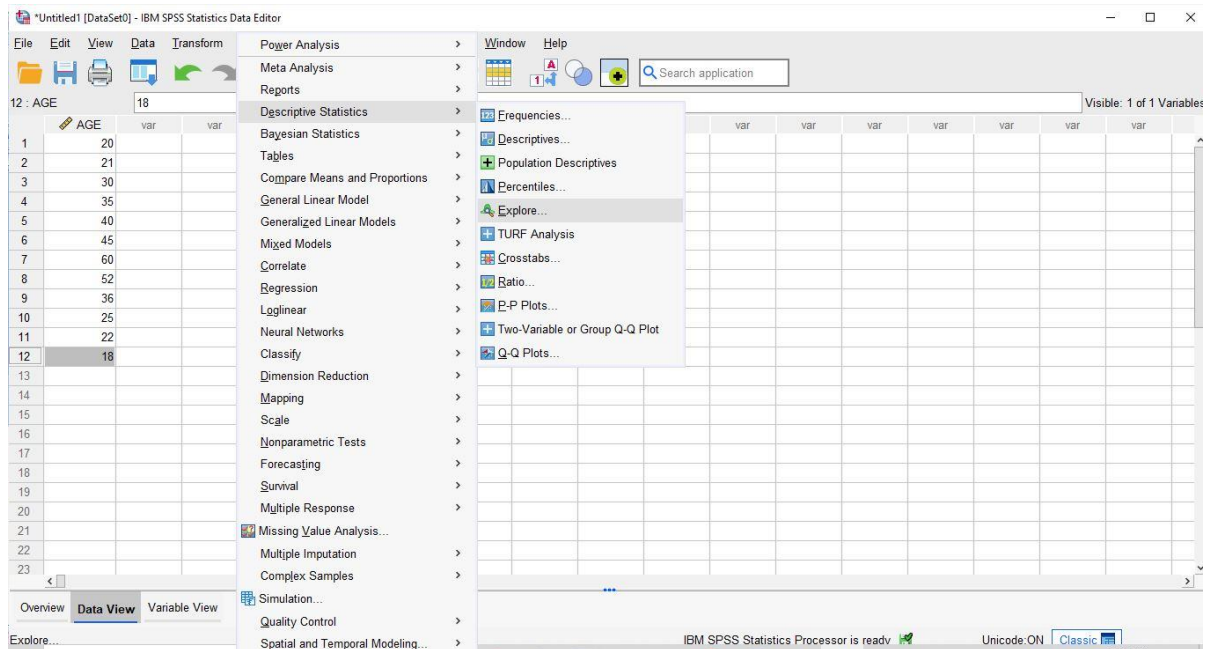 *Untitled1 [DataSet0] - IBM SPSS Statistics Data Editor
File Edit View Data Transform Window Help
Search application
12 : AGE 18 Visible: 1 of 1 Variables
AGE var var var var var var var var var
1 20
2 21
3 30
4 35
5 40
6 45
7 60
8 52
9 36
10 25
11 22
12 18
13
14
15
16
17
18
19
20
21
22
23
Power Analysis
Meta Analysis
Reports
Descriptive Statistics
Bayesian Statistics
Tables
Compare Means and Proportions
General Linear Model
Generalized Linear Models
Mixed Models
Correlate
Regression
Loglinear
Neural Networks
Classify
Dimension Reduction
Mapping
Scale
Nonparametric Tests
Forecasting
Survival
Multiple Response
Missing Value Analysis...
Multiple Imputation
Complex Samples
Simulation...
Quality Control
Spatial and Temporal Modeling...
Frequencies...
Descriptives...
Population Descriptives
Percentiles...
Explore...
TURF Analysis
Crosstabs...
Ratio...
P-P Plots...
Two-Variable or Group Q-Q Plot
Q-Q Plots...
Overview Data View Variable View
Explore... IBM SPSS Statistics Processor is ready Unicode:ON Classic